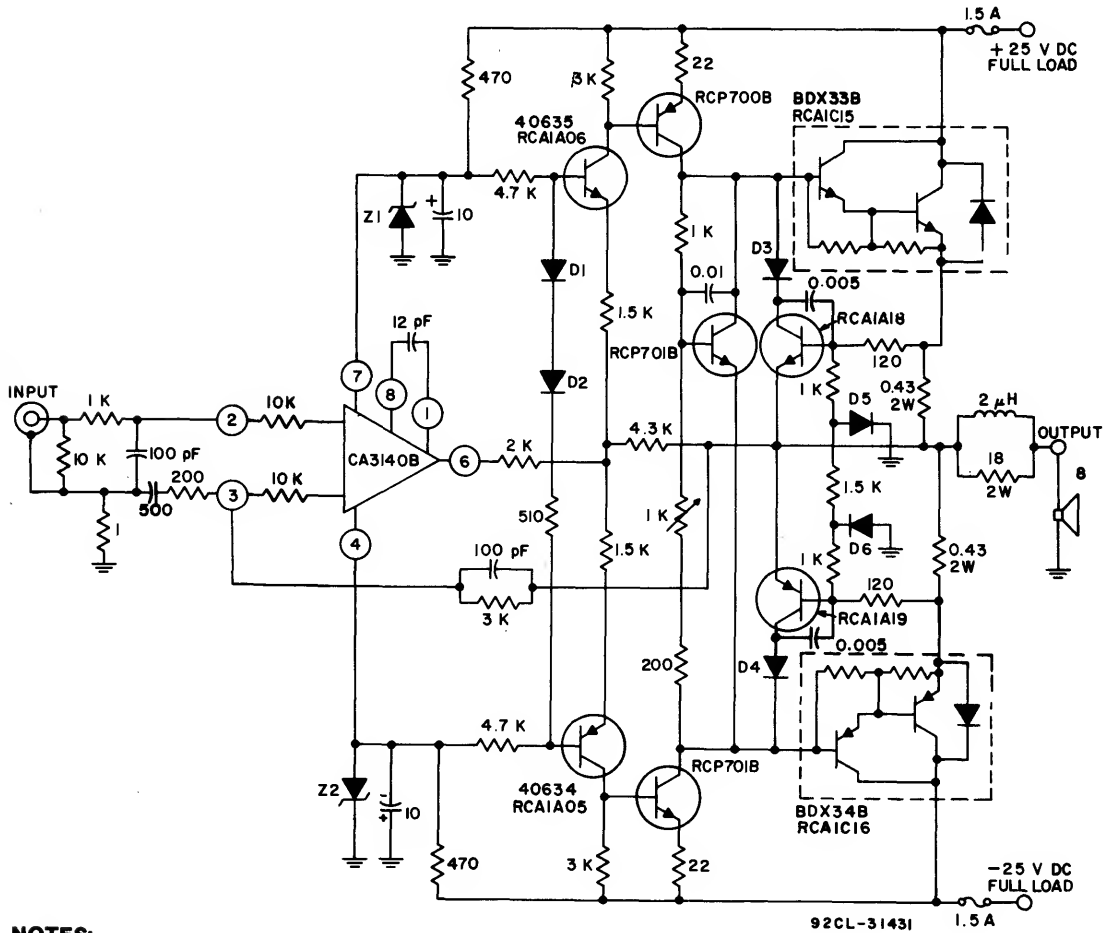 1.5 A
+25 V DC
FULL LOAD
470
3 K
22
RCP700B
BDX33B
RCA1C15
40635
RCA1A06
4.7 K
Z1
+
10
D1
1 K
D3
0.005
0.01
12 pF
1.5 K
RCA1A18
RCP701B
120
7
8
1
D2
1 K
0.43
2W
2 µH
INPUT
1 K
2
10K
D5
OUTPUT
4.3 K
10 K
100 pF
CA3140B
6
2 K
18
2W
8
200
3
10K
500
510
1 K
1.5 K
1
4
1.5 K
D6
0.43
2W
100 pF
1 K
120
3 K
RCA1A19
0.005
200
D4
4.7 K
RCP701B
Z2
-
+
10
40634
RCA1A05
BDX34B
RCA1C16
470
3 K
22
-25 V DC
FULL LOAD
92CL-31431
1.5 A
NOTES: